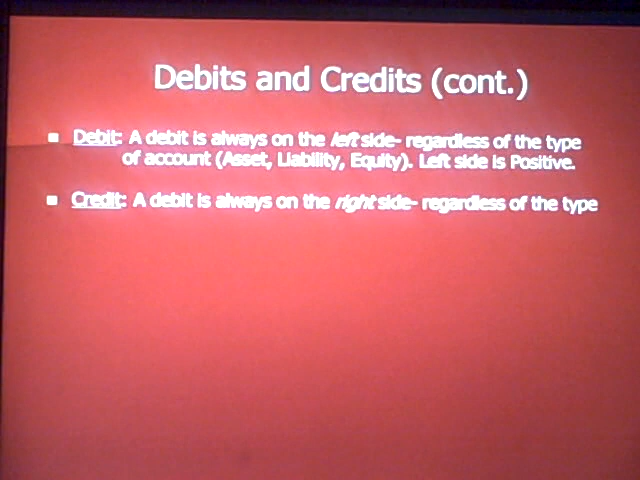 Debits and Credits (cont.)
Debit: A debit is always on the left side- regardless of the type
of account (Asset, Liability, Equity). Left side is Positive.
Credit: A debit is always on the right side- regardless of the type